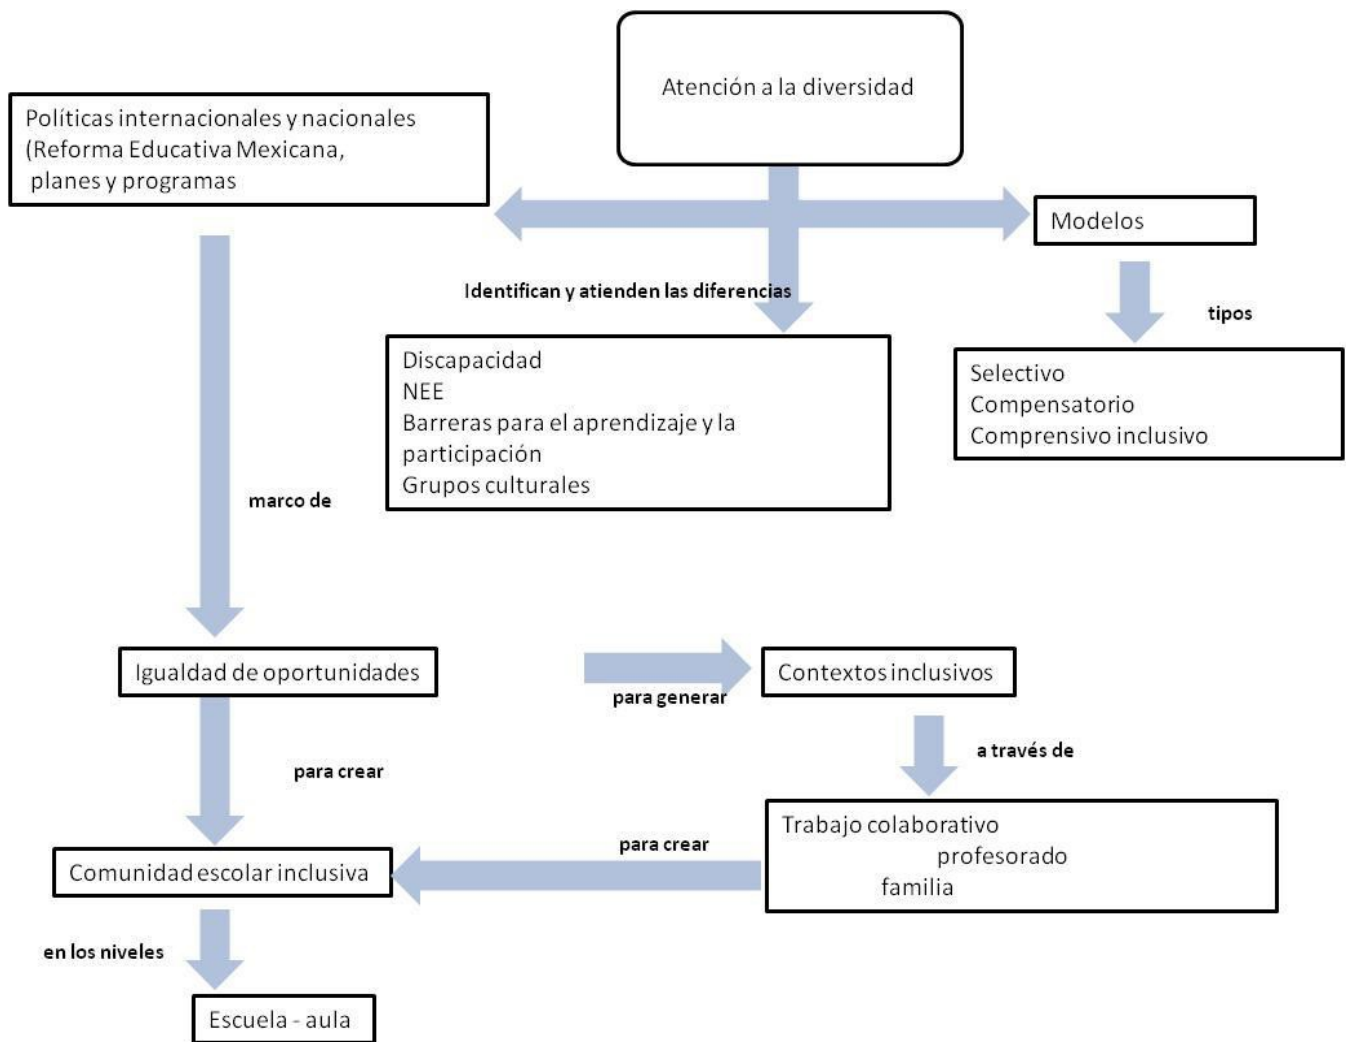 Atención a la diversidad
Políticas internacionales y nacionales
(Reforma Educativa Mexicana,
planes y programas
Modelos
Identifican y atienden las diferencias
tipos
Discapacidad
NEE
Barreras para el aprendizaje y la
participación
Grupos culturales
Selectivo
Compensatorio
Comprensivo inclusivo
marco de
Igualdad de oportunidades
para generar
Contextos inclusivos
a través de
para crear
Trabajo colaborativo
profesorado
familia
para crear
Comunidad escolar inclusiva
en los niveles
Escuela - aula